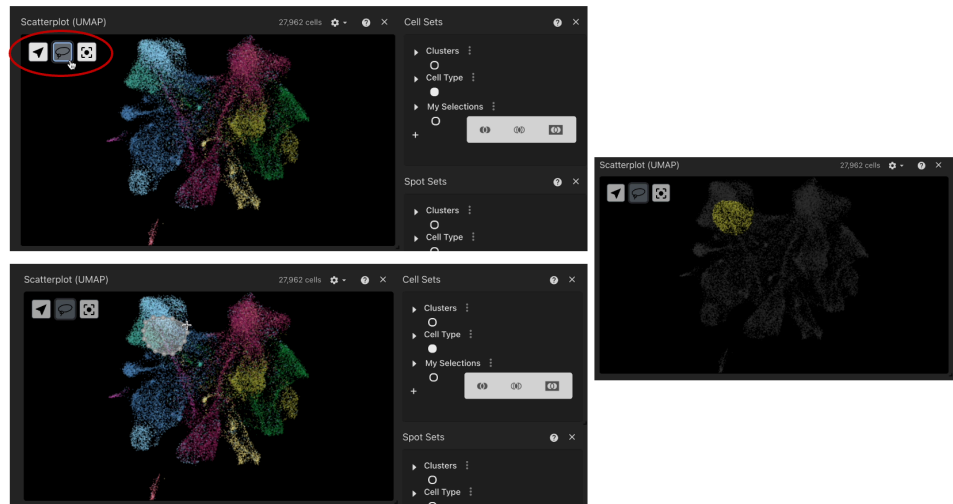 Scatterplot (UMAP)
27,962 cells
Cell Sets
Clusters
Cell Type
My Selections
+
Spot Sets
Clusters
Cell Type
Scatterplot (UMAP)
27,962 cells
Scatterplot (UMAP)
27,962 cells
Cell Sets
Clusters
Cell Type
My Selections
+
Spot Sets
Clusters
Cell Type